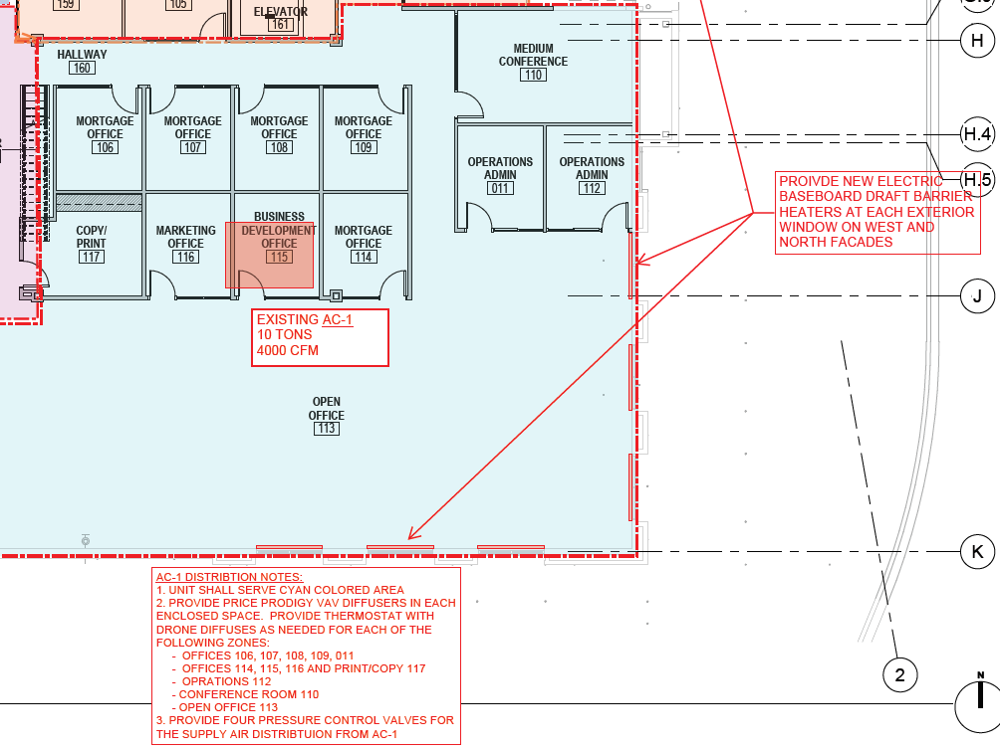 159
105
ELEVATOR
161
HALLWAY
160
MEDIUM
CONFERENCE
110
H
MORTGAGE
OFFICE
106
MORTGAGE
OFFICE
107
MORTGAGE
OFFICE
108
MORTGAGE
OFFICE
109
H.4
OPERATIONS
ADMIN
011
OPERATIONS
ADMIN
112
H.5
PROIVDE NEW ELECTRIC
BASEBOARD DRAFT BARRIER
HEATERS AT EACH EXTERIOR
WINDOW ON WEST AND
NORTH FACADES
COPY/
PRINT
117
MARKETING
OFFICE
116
BUSINESS
DEVELOPMENT
OFFICE
115
MORTGAGE
OFFICE
114
J
EXISTING AC-1
10 TONS
4000 CFM
OPEN
OFFICE
113
K
AC-1 DISTRIBTION NOTES:
1. UNIT SHALL SERVE CYAN COLORED AREA
2. PROVIDE PRICE PRODIGY VAV DIFFUSERS IN EACH
ENCLOSED SPACE. PROVIDE THERMOSTAT WITH
DRONE DIFFUSES AS NEEDED FOR EACH OF THE
FOLLOWING ZONES:
- OFFICES 106, 107, 108, 109, 011
- OFFICES 114, 115, 116 AND PRINT/COPY 117
- OPRATIONS 112
- CONFERENCE ROOM 110
- OPEN OFFICE 113
3. PROVIDE FOUR PRESSURE CONTROL VALVES FOR
THE SUPPLY AIR DISTRIBTUION FROM AC-1
2
N